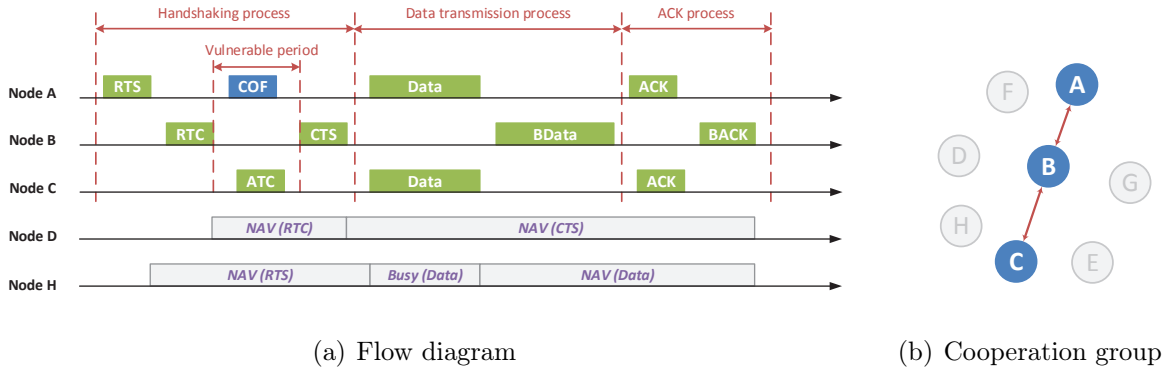 Handshaking process Data transmission process ACK process
Vulnerable period
Node A RTS COF Data ACK
Node B RTC CTS BData BACK
Node C ATC Data ACK
Node D NAV (RTC) NAV (CTS)
Node H NAV (RTS) Busy (Data) NAV (Data)
(a) Flow diagram
A
F
B
D
G
H
C
E
(b) Cooperation group